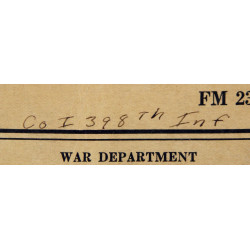 FM 23
Co I 398th Inf
WAR DEPARTMENT